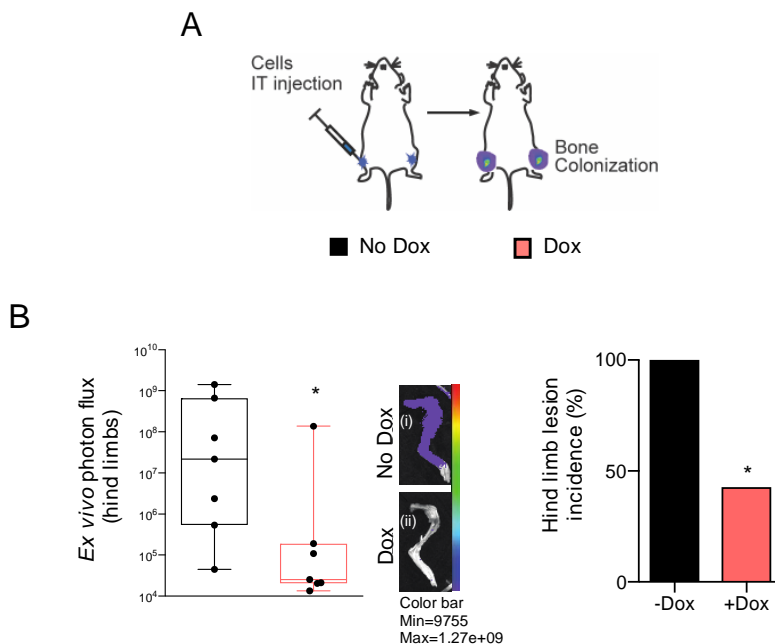 A
Cells
IT injection
Bone
Colonization
No Dox
Dox
B
Ex vivo photon flux
(hind limbs)
10^10
10^9
10^8
10^7
10^6
10^5
10^4
*
No Dox
(i)
Dox
(ii)
Color bar
Min=9755
Max=1.27e+09
Hind limb lesion
incidence (%)
100
50
0
*
-Dox
+Dox